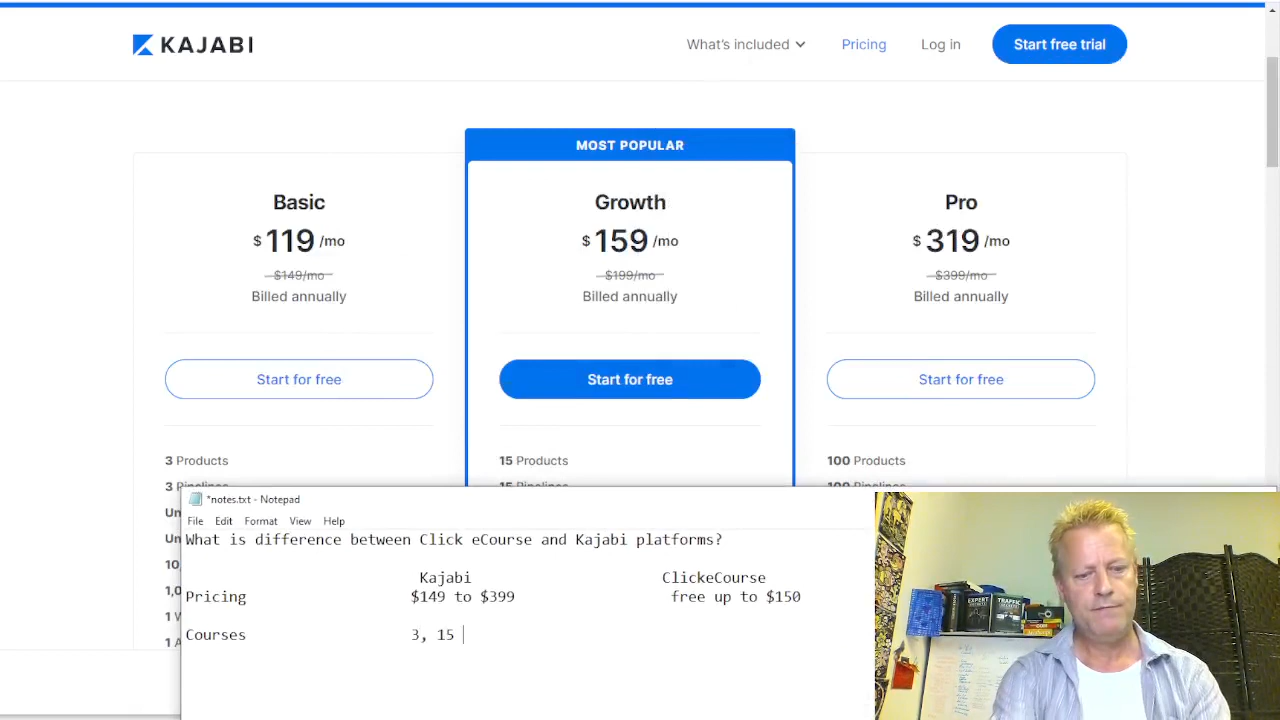 KAJABI
What's included
Pricing
Log in
Start free trial
MOST POPULAR
Basic
$ 119 /mo
$149/mo
Billed annually
Start for free
Growth
$ 159 /mo
$199/mo
Billed annually
Start for free
Pro
$ 319 /mo
$399/mo
Billed annually
Start for free
3 Products
15 Products
100 Products
*notes.txt - Notepad
File Edit Format View Help
What is difference between Click eCourse and Kajabi platforms?
Kajabi ClickeCourse
Pricing $149 to $399 free up to $150
Courses 3, 15
EXPERT
TRAFFIC